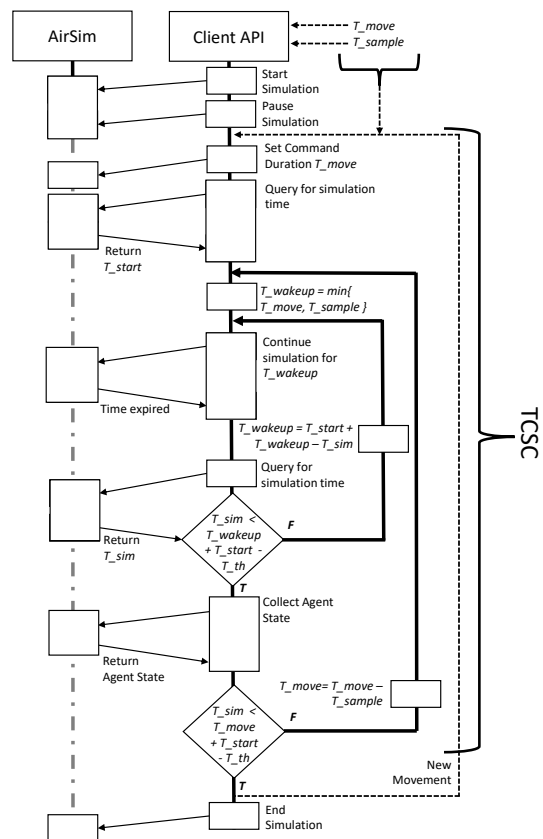 AirSim
Client API
T_move
T_sample
Start
Simulation
Pause
Simulation
Set Command
Duration T_move
Query for simulation
time
Return
T_start
T_wakeup = min{
T_move, T_sample }
Continue
simulation for
T_wakeup
Time expired
T_wakeup = T_start +
T_wakeup – T_sim
TCSC
Query for
simulation time
T_sim <
T_wakeup
+ T_start -
T_th
F
Return
T_sim
T
Collect Agent
State
Return
Agent State
T_move= T_move –
T_sample
T_sim <
T_move
+ T_start
- T_th
F
New
Movement
T
End
Simulation